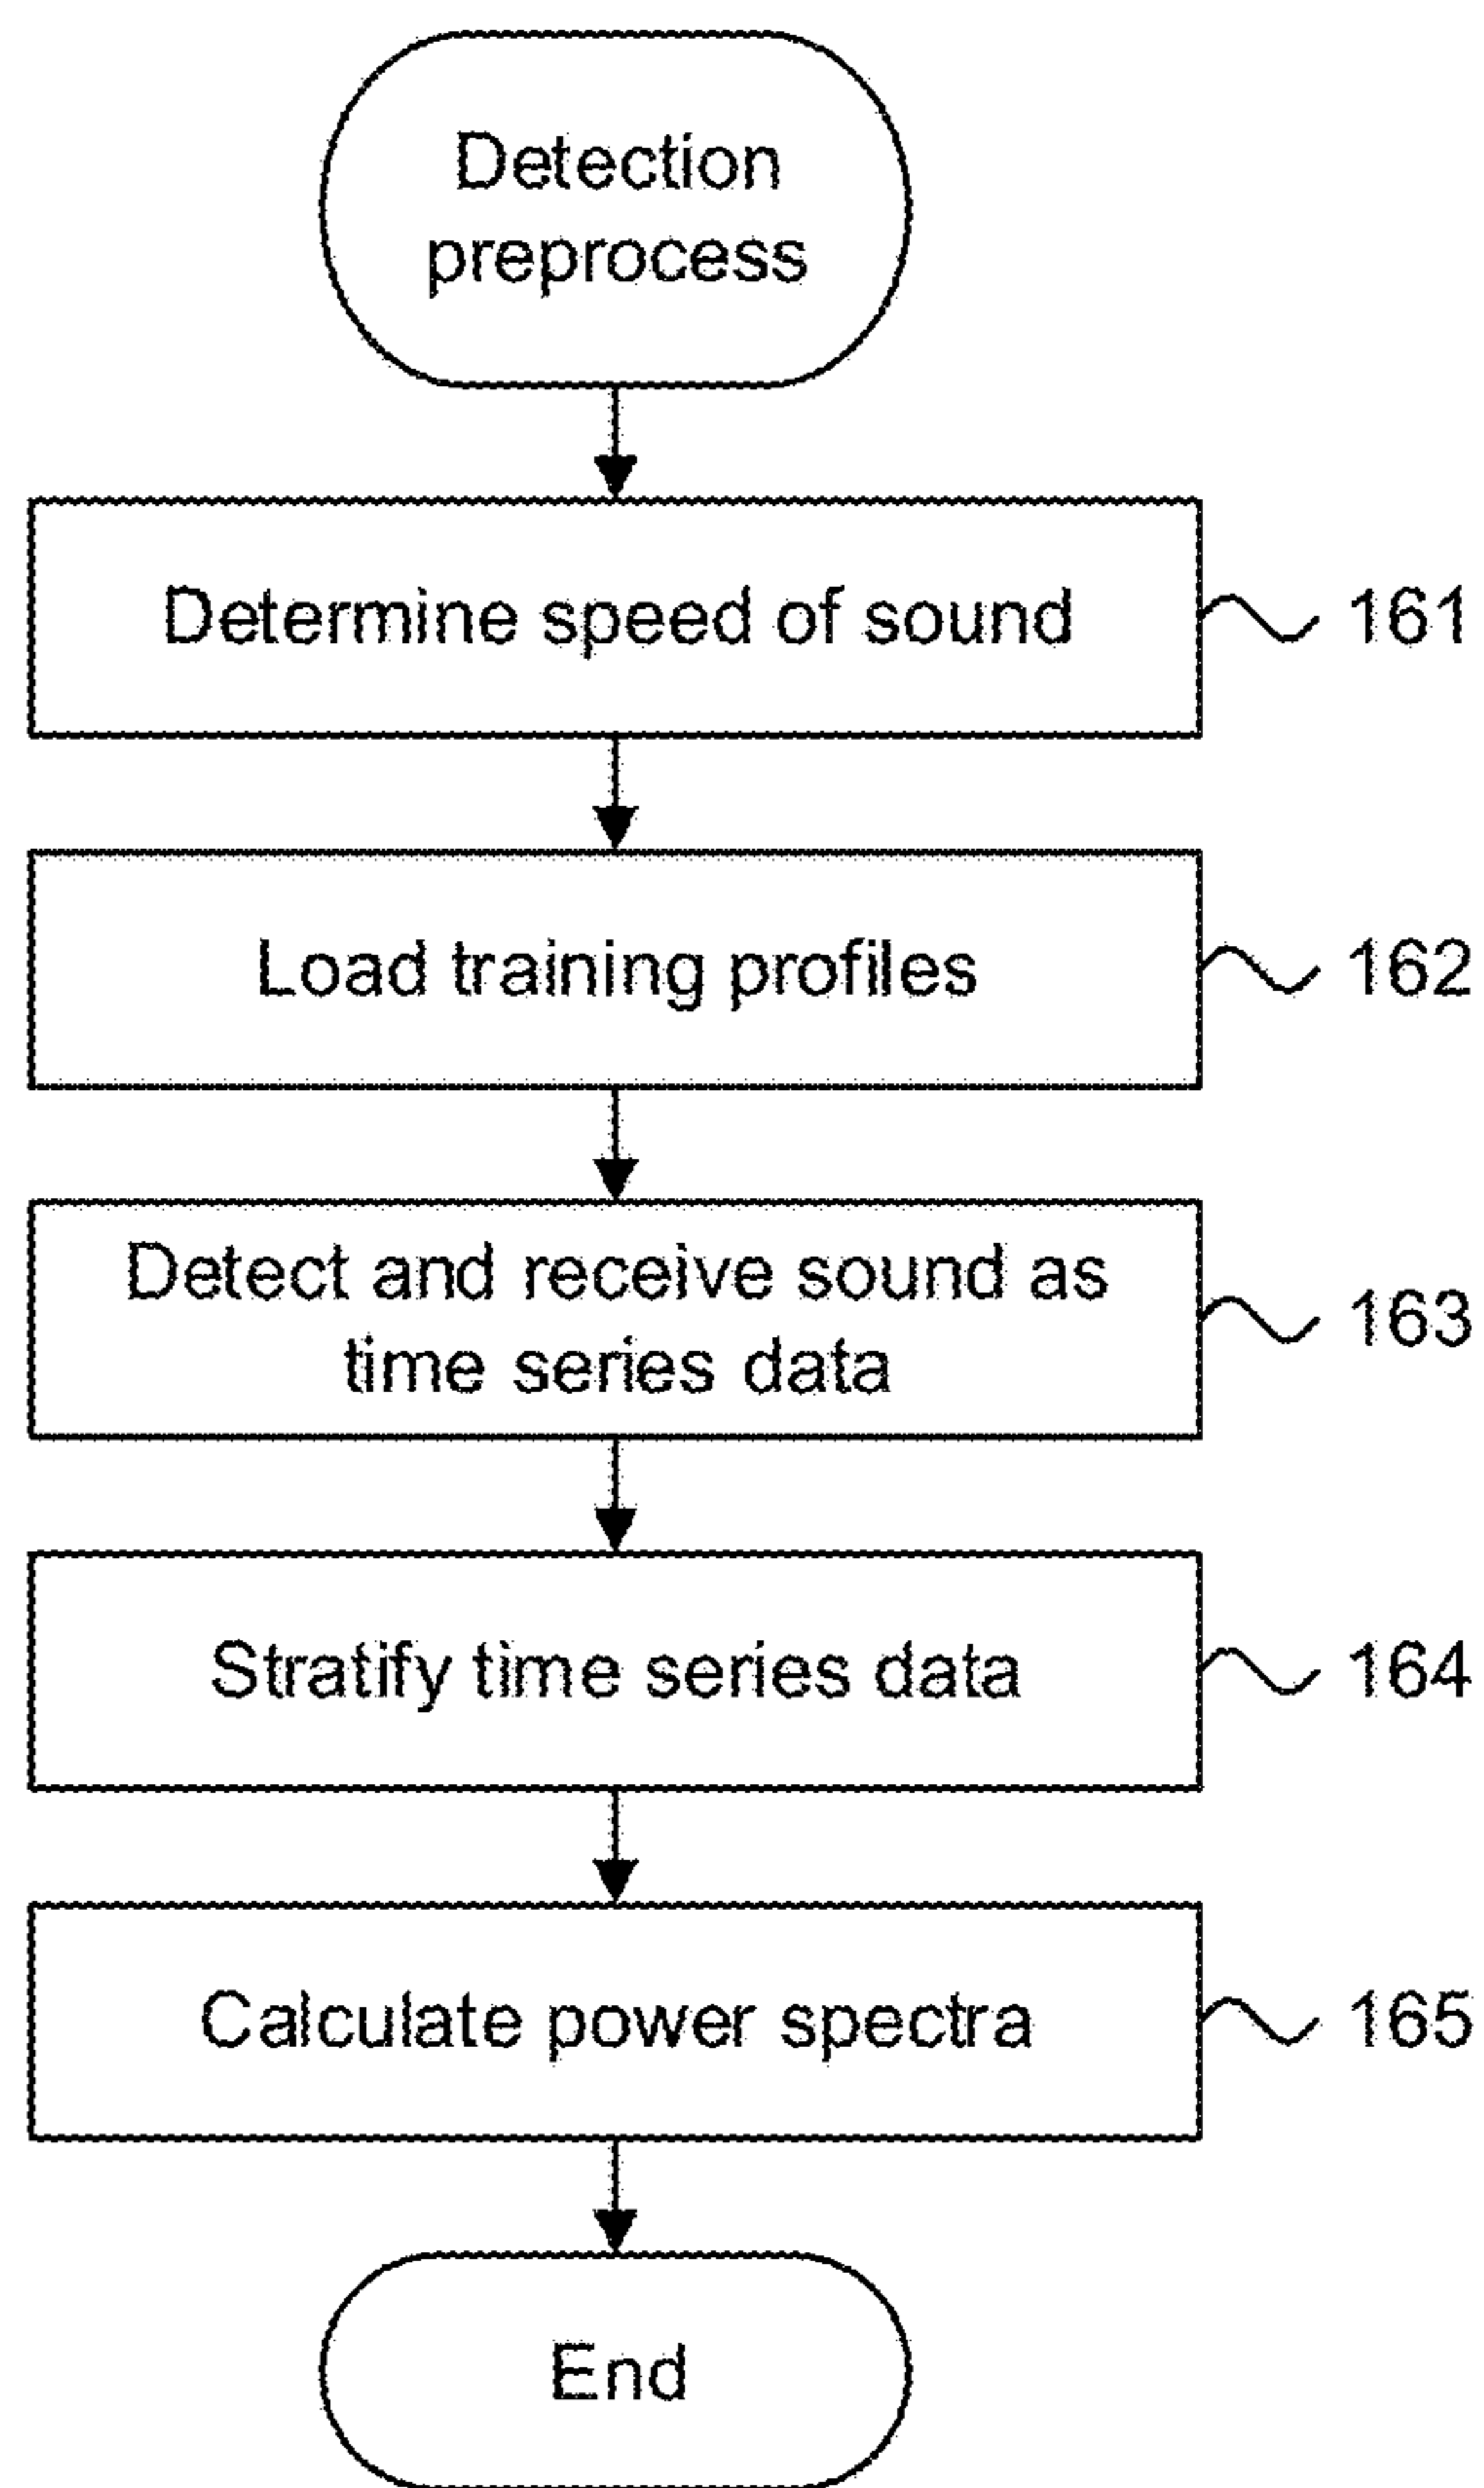 Detection
preprocess
Determine speed of sound
161
Load training profiles
162
Detect and receive sound as
time series data
163
Stratify time series data
164
Calculate power spectra
165
End